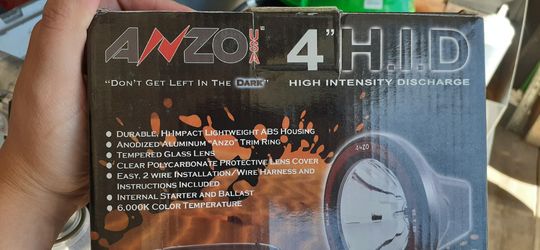 ANZO USA 4" H.I.D
"DON'T GET LEFT IN THE DARK" HIGH INTENSITY DISCHARGE
• DURABLE, HI-IMPACT LIGHTWEIGHT ABS HOUSING
• ANODIZED ALUMINUM "ANZO" TRIM RING
• TEMPERED GLASS LENS
• CLEAR POLYCARBONATE PROTECTIVE LENS COVER
• EASY, 2 WIRE INSTALLATION/WIRE HARNESS AND
INSTRUCTIONS INCLUDED
• INTERNAL STARTER AND BALLAST
• 6,000K COLOR TEMPERATURE
ANZO